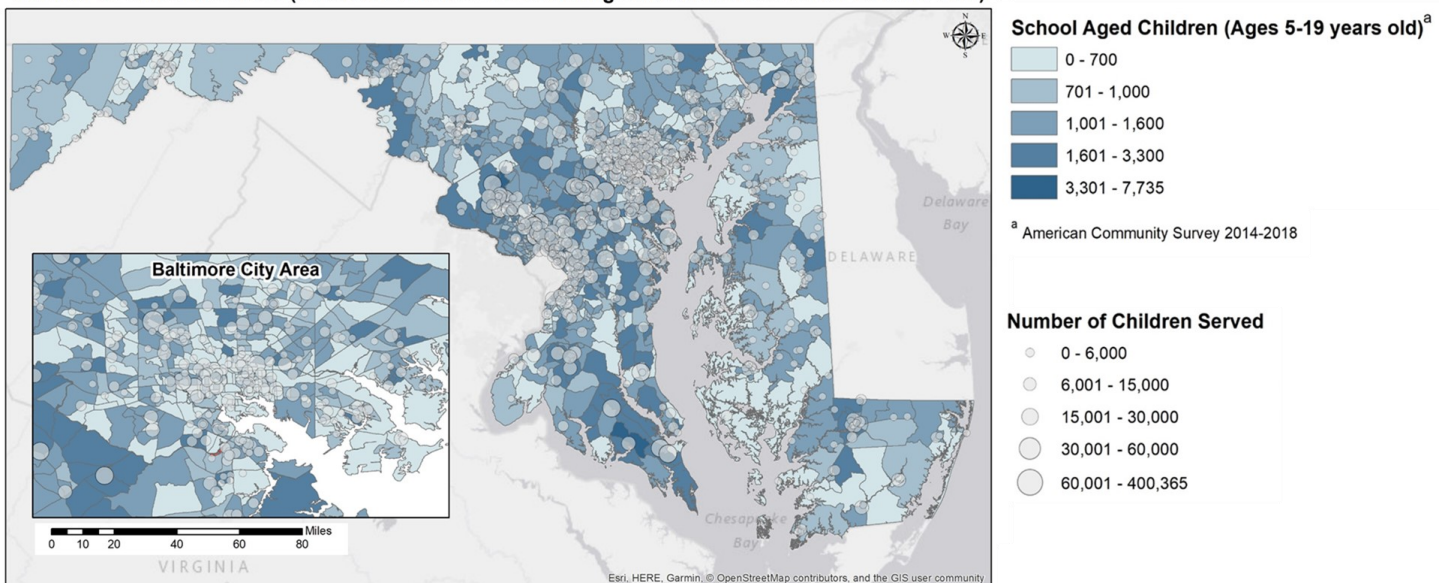 N
W E
S
School Aged Children (Ages 5-19 years old)a
0 - 700
701 - 1,000
1,001 - 1,600
1,601 - 3,300
3,301 - 7,735
a American Community Survey 2014-2018
Delaware
Bay
DELAWARE
Baltimore City Area
Number of Children Served
0 - 6,000
6,001 - 15,000
15,001 - 30,000
30,001 - 60,000
60,001 - 400,365
Miles
0 10 20 40 60 80
Chesapeake
Bay
VIRGINIA
Esri, HERE, Garmin, © OpenStreetMap contributors, and the GIS user community